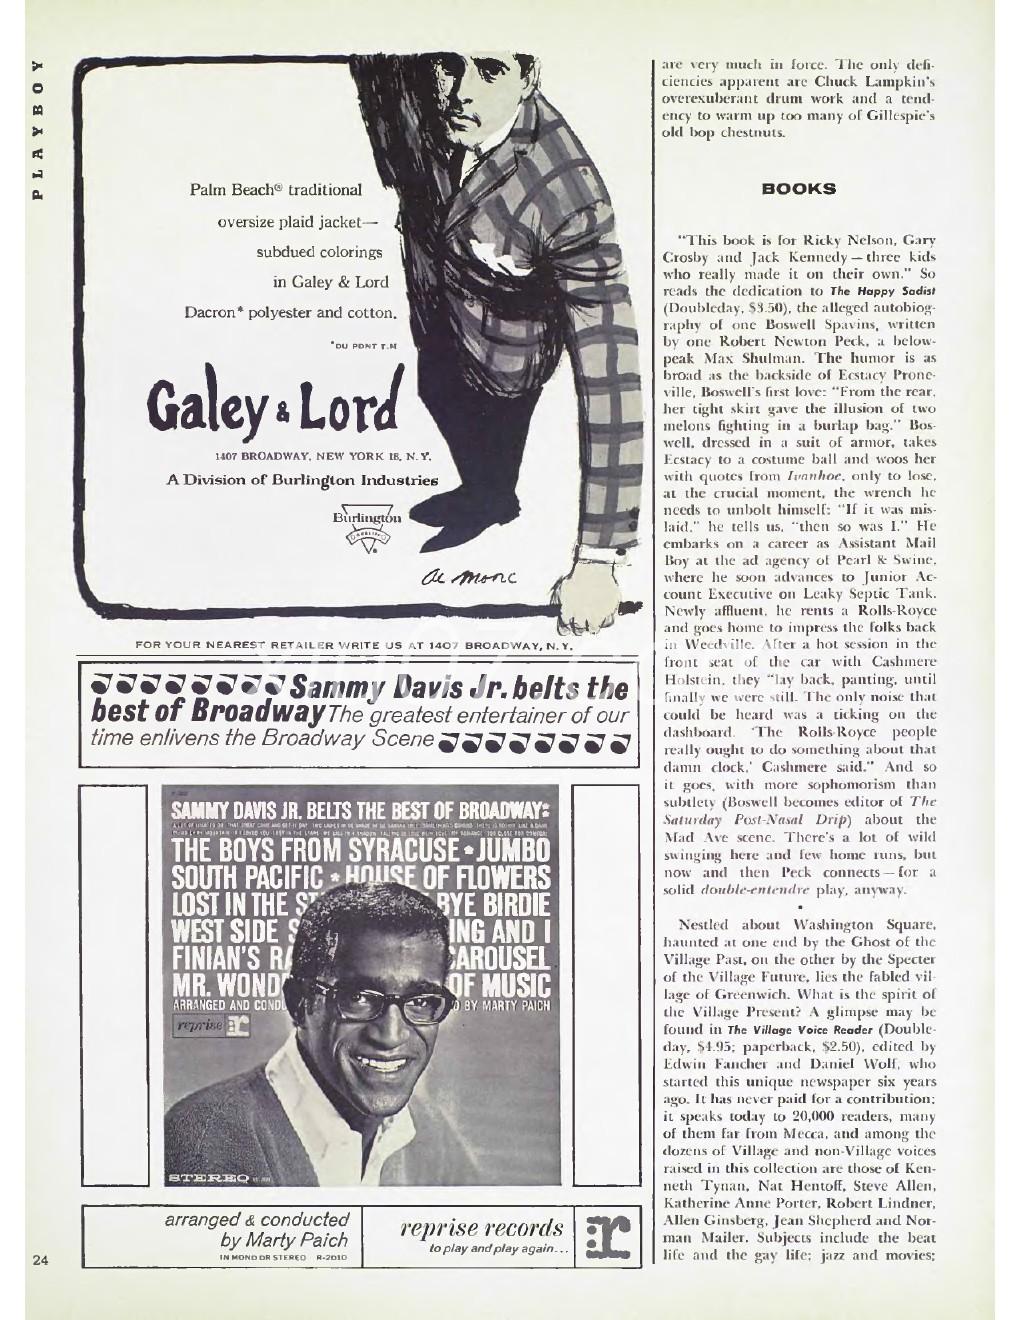 PLAYBOY
Palm Beach® traditional
oversize plaid jacket—
subdued colorings
in Galey & Lord
Dacron* polyester and cotton.
*DU PONT T.M
Galey & Lord
1407 BROADWAY, NEW YORK 18, N.Y.
A Division of Burlington Industries
Burlington
FOR YOUR NEAREST RETAILER WRITE US AT 1407 BROADWAY, N.Y.
Sammy Davis Jr. belts the
best of Broadway The greatest entertainer of our
time enlivens the Broadway Scene
SAMMY DAVIS JR. BELTS THE BEST OF BROADWAY*
THE BOYS FROM SYRACUSE * JUMBO
SOUTH PACIFIC * HOUSE OF FLOWERS
LOST IN THE ST BYE BIRDIE
WEST SIDE S ING AND I
FINIAN'S RA AROUSEL
MR. WOND OF MUSIC
ARRANGED AND CONDU D BY MARTY PAICH
reprise
STEREO
arranged & conducted
by Marty Paich
IN MONO OR STEREO R-2010
reprise records
to play and play again...
r
24
are very much in force. The only defi-
ciencies apparent are Chuck Lampkin's
overexuberant drum work and a tend-
ency to warm up too many of Gillespie's
old bop chestnuts.
BOOKS
"This book is for Ricky Nelson, Gary
Crosby and Jack Kennedy — three kids
who really made it on their own." So
reads the dedication to The Happy Sadist
(Doubleday, $3.50), the alleged autobiog-
raphy of one Boswell Spavins, written
by one Robert Newton Peck, a below-
peak Max Shulman. The humor is as
broad as the backside of Ecstacy Prone-
ville, Boswell's first love: "From the rear,
her tight skirt gave the illusion of two
melons fighting in a burlap bag." Bos-
well, dressed in a suit of armor, takes
Ecstacy to a costume ball and woos her
with quotes from Ivanhoe, only to lose,
at the crucial moment, the wrench he
needs to unbolt himself: "If it was mis-
laid," he tells us, "then so was I." He
embarks on a career as Assistant Mail
Boy at the ad agency of Pearl & Swine,
where he soon advances to Junior Ac-
count Executive on Leaky Septic Tank.
Newly affluent, he rents a Rolls-Royce
and goes home to impress the folks back
in Weedville. After a hot session in the
front seat of the car with Cashmere
Holstein, they "lay back, panting, until
finally we were still. The only noise that
could be heard was a ticking on the
dashboard. 'The Rolls-Royce people
really ought to do something about that
damn clock,' Cashmere said." And so
it goes, with more sophomorism than
subtlety (Boswell becomes editor of The
Saturday Post-Nasal Drip) about the
Mad Ave scene. There's a lot of wild
swinging here and few home runs, but
now and then Peck connects — for a
solid double-entendre play, anyway.
Nestled about Washington Square,
haunted at one end by the Ghost of the
Village Past, on the other by the Specter
of the Village Future, lies the fabled vil-
lage of Greenwich. What is the spirit of
the Village Present? A glimpse may be
found in The Village Voice Reader (Double-
day, $4.95; paperback, $2.50), edited by
Edwin Fancher and Daniel Wolf, who
started this unique newspaper six years
ago. It has never paid for a contribution;
it speaks today to 20,000 readers, many
of them far from Mecca, and among the
dozens of Village and non-Village voices
raised in this collection are those of Ken-
neth Tynan, Nat Hentoff, Steve Allen,
Katherine Anne Porter, Robert Lindner,
Allen Ginsberg, Jean Shepherd and Nor-
man Mailer. Subjects include the beat
life and the gay life; jazz and movies;